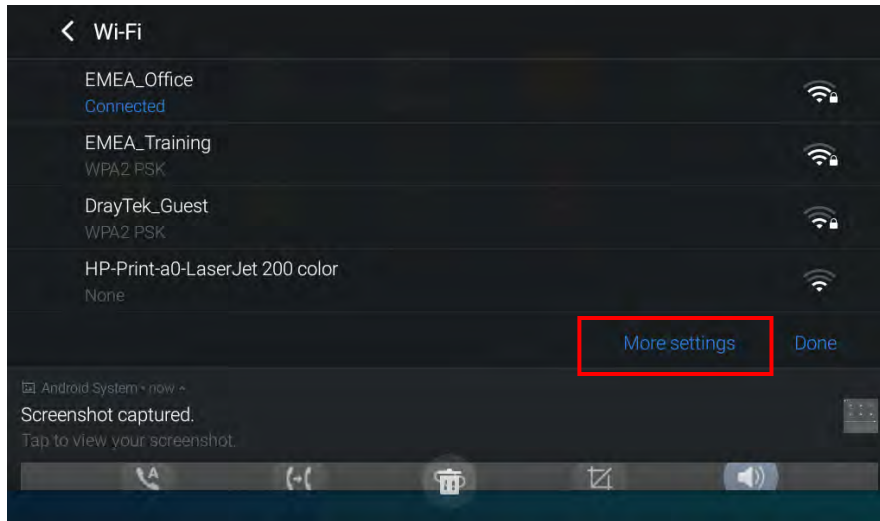 Wi-Fi
EMEA_Office
Connected
EMEA_Training
WPA2 PSK
DrayTek_Guest
WPA2 PSK
HP-Print-a0-LaserJet 200 color
None
More settings Done
Android System • now
Screenshot captured.
Tap to view your screenshot.
A